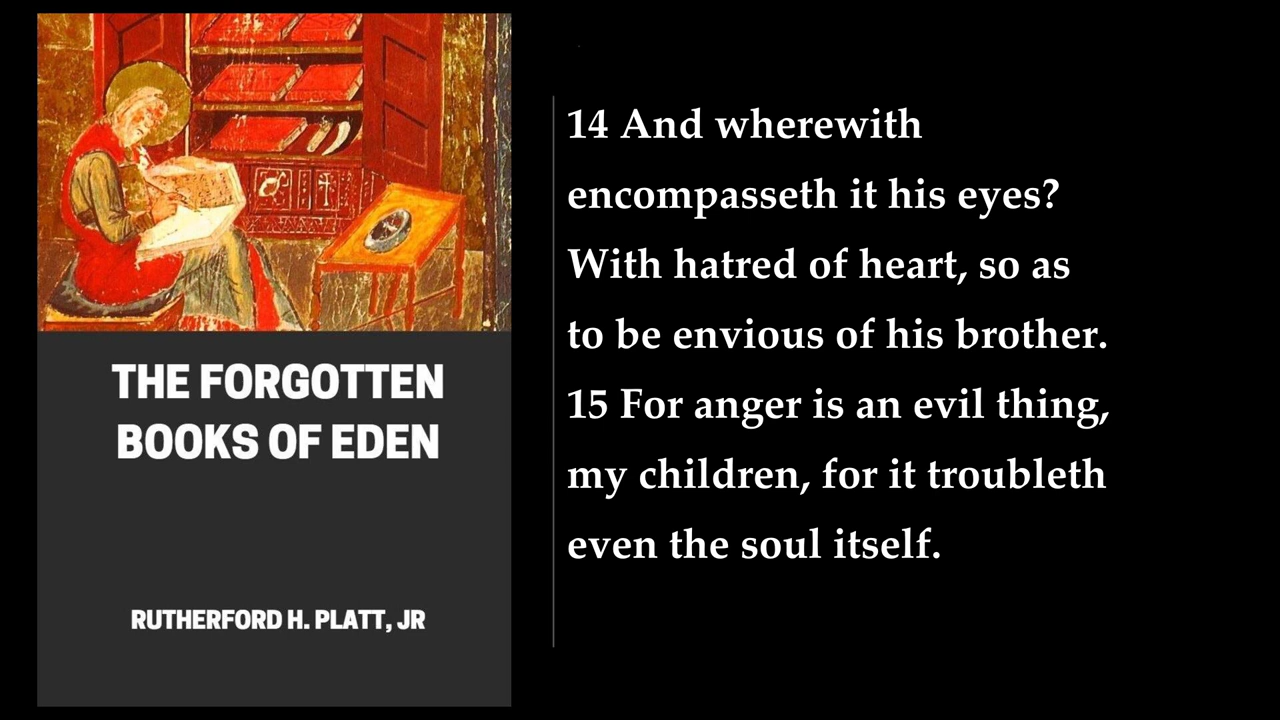 THE FORGOTTEN
BOOKS OF EDEN
RUTHERFORD H. PLATT, JR
14 And wherewith
encompasseth it his eyes?
With hatred of heart, so as
to be envious of his brother.
15 For anger is an evil thing,
my children, for it troubleth
even the soul itself.